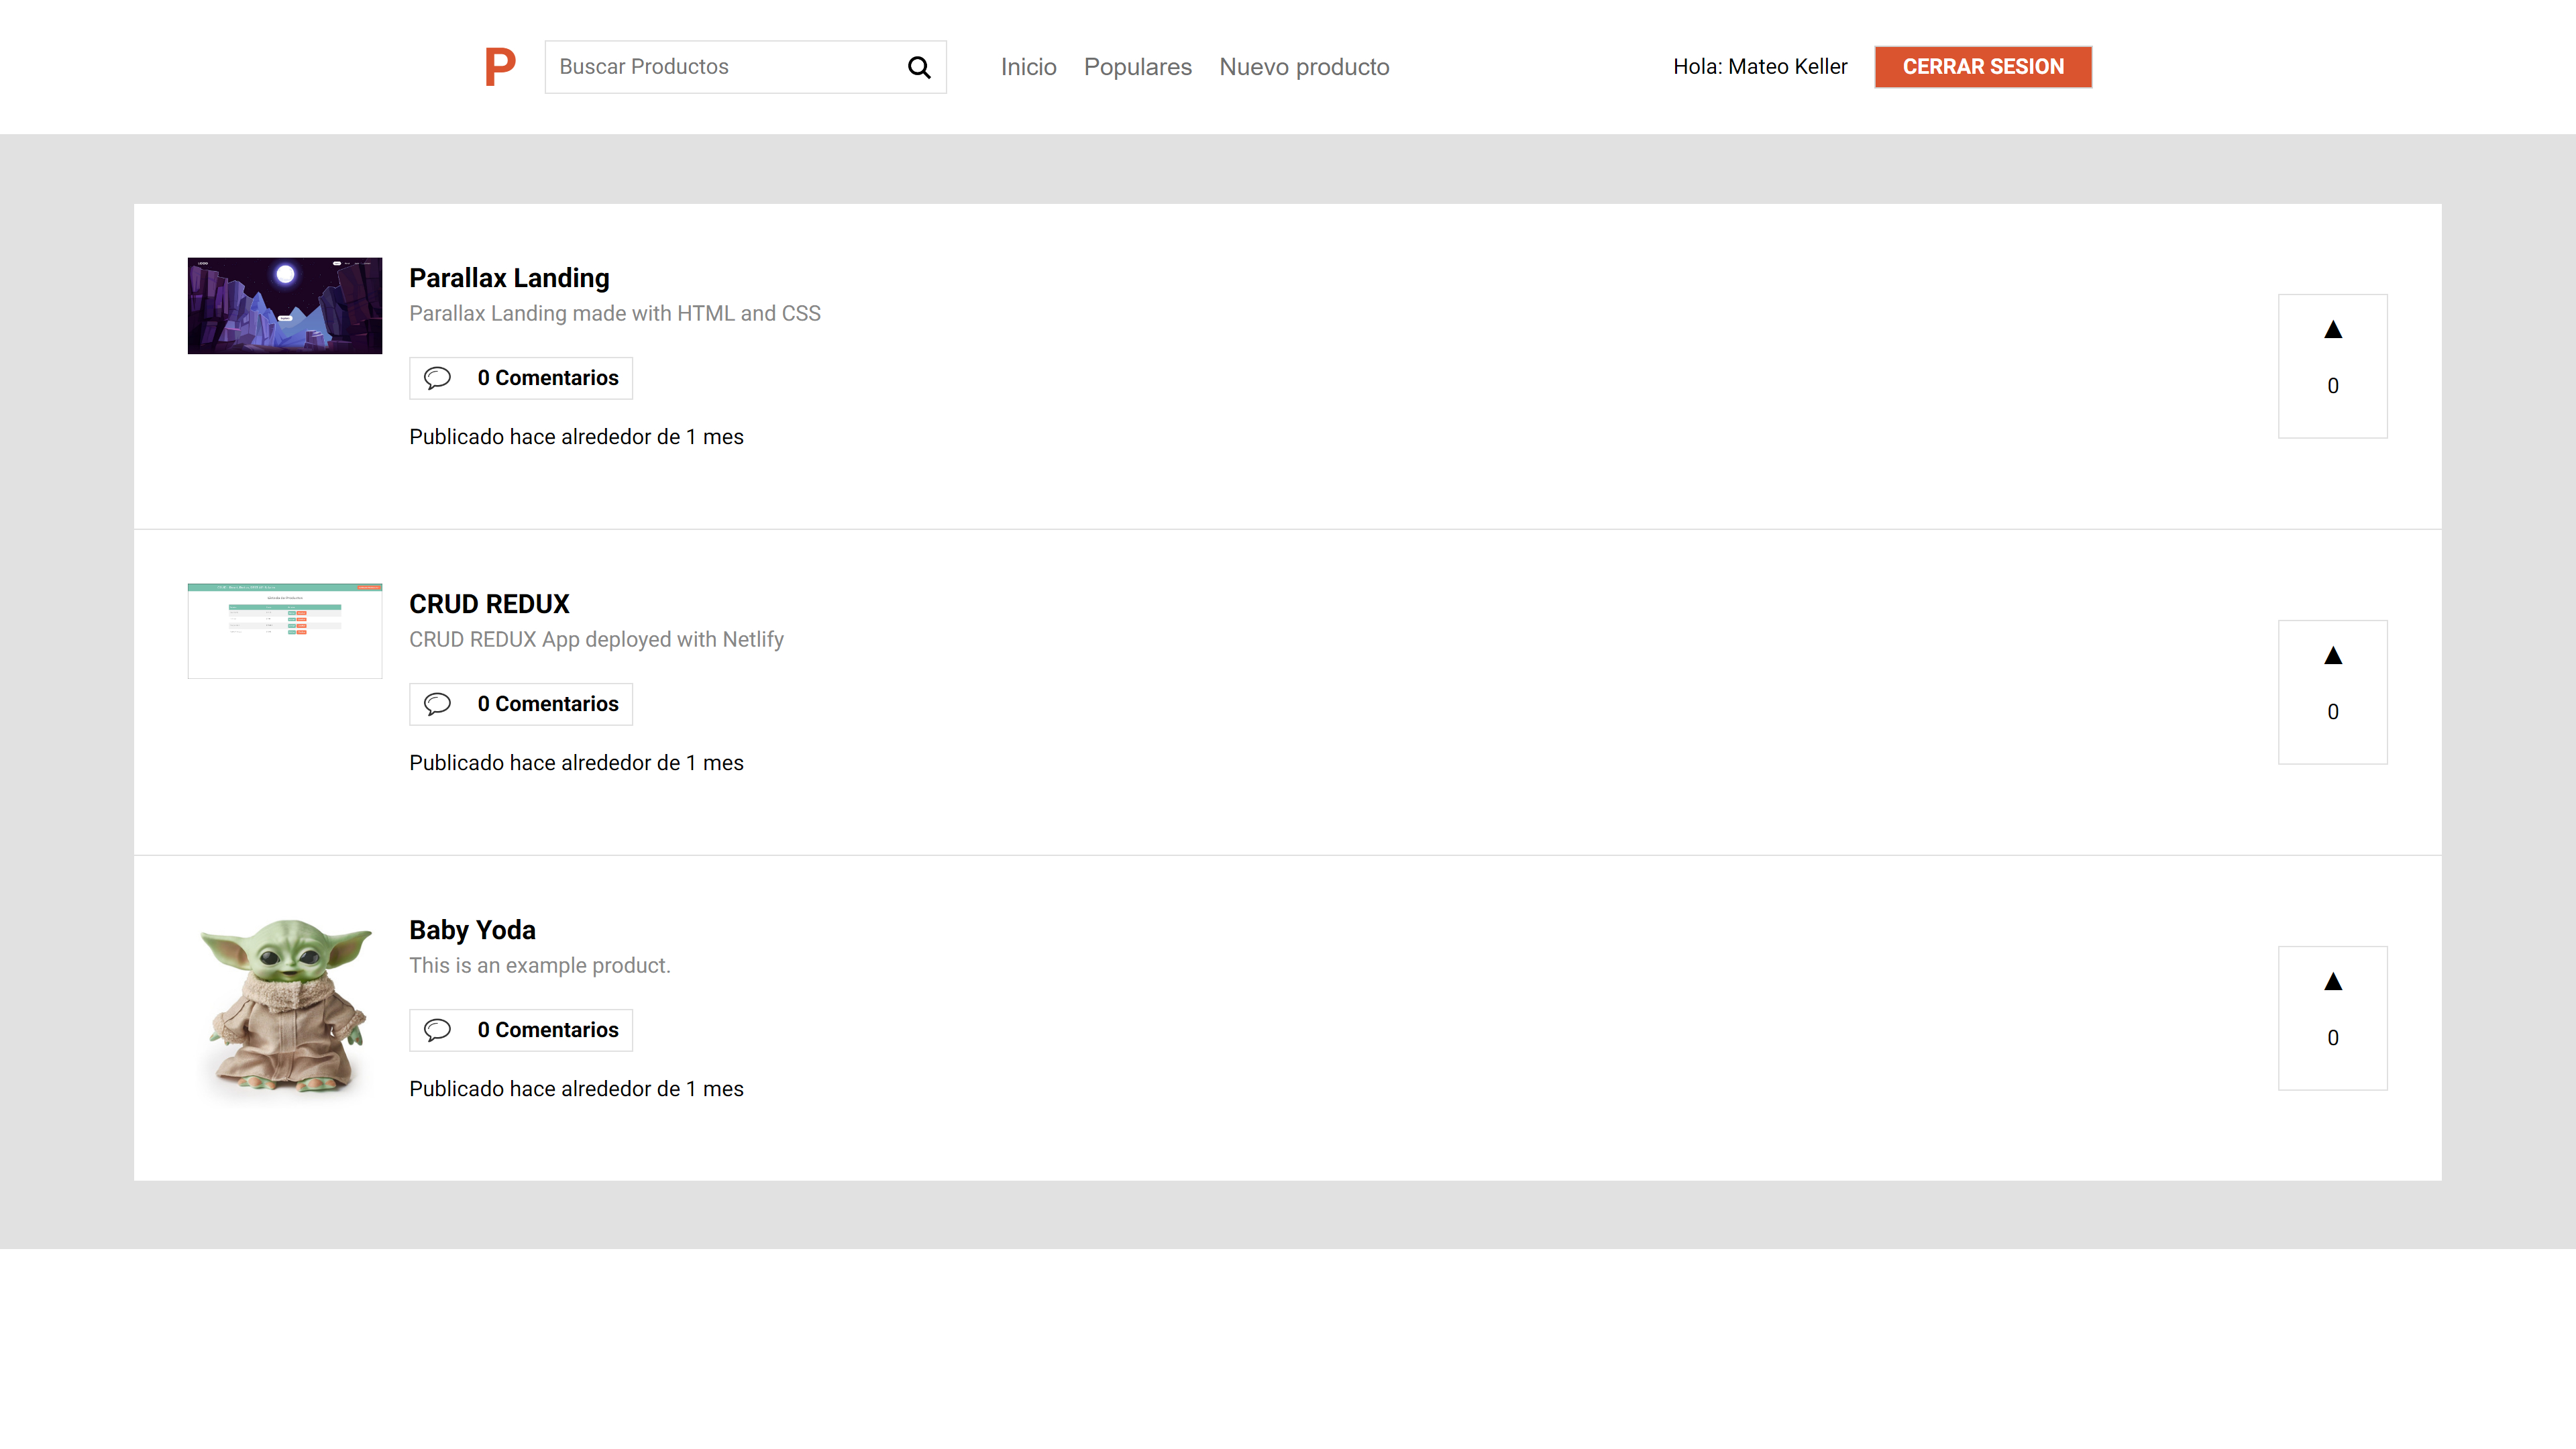 P
Buscar Productos
Inicio Populares Nuevo producto
Hola: Mateo Keller
CERRAR SESION
Parallax Landing
Parallax Landing made with HTML and CSS
0 Comentarios
Publicado hace alrededor de 1 mes
▲
0
CRUD REDUX
CRUD REDUX App deployed with Netlify
0 Comentarios
Publicado hace alrededor de 1 mes
▲
0
Baby Yoda
This is an example product.
0 Comentarios
Publicado hace alrededor de 1 mes
▲
0